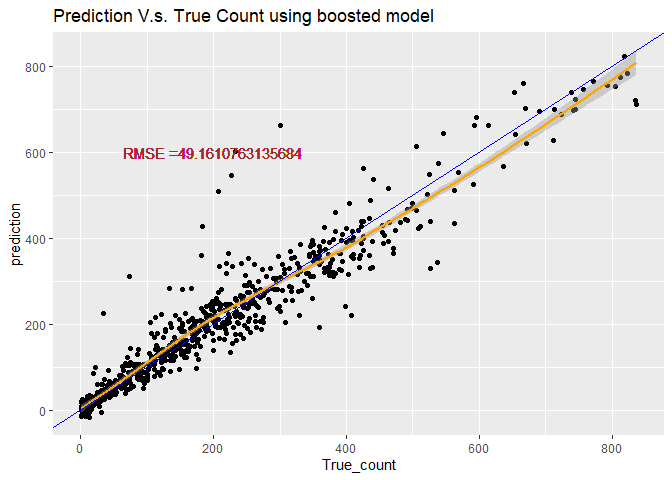 Prediction V.s. True Count using boosted model
800
600
400
200
0
RMSE =49.1610763135684
prediction
0
200
400
600
800
True_count